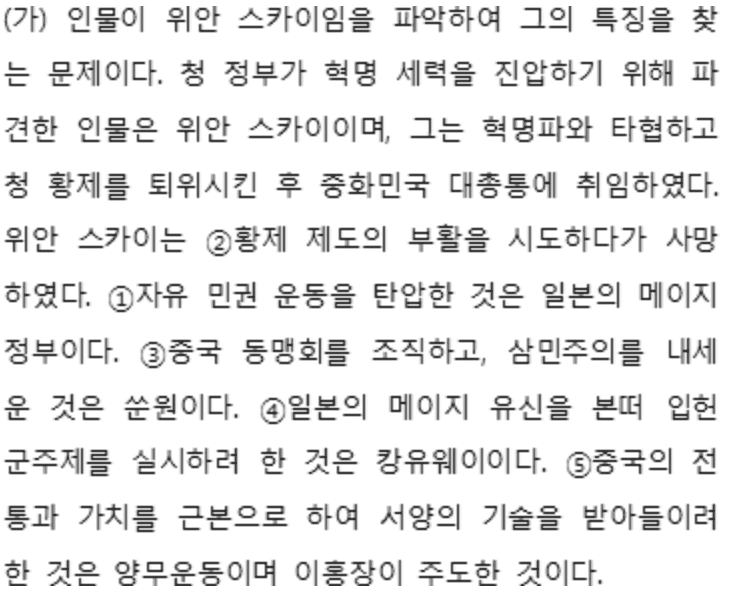 (가) 인물이 위안 스카이임을 파악하여 그의 특징을 찾
는 문제이다. 청 정부가 혁명 세력을 진압하기 위해 파
견한 인물은 위안 스카이이며, 그는 혁명파와 타협하고
청 황제를 퇴위시킨 후 중화민국 대총통에 취임하였다.
위안 스카이는 ②황제 제도의 부활을 시도하다가 사망
하였다. ①자유 민권 운동을 탄압한 것은 일본의 메이지
정부이다. ③중국 동맹회를 조직하고, 삼민주의를 내세
운 것은 쑨원이다. ④일본의 메이지 유신을 본떠 입헌
군주제를 실시하려 한 것은 캉유웨이이다. ⑤중국의 전
통과 가치를 근본으로 하여 서양의 기술을 받아들이려
한 것은 양무운동이며 이홍장이 주도한 것이다.